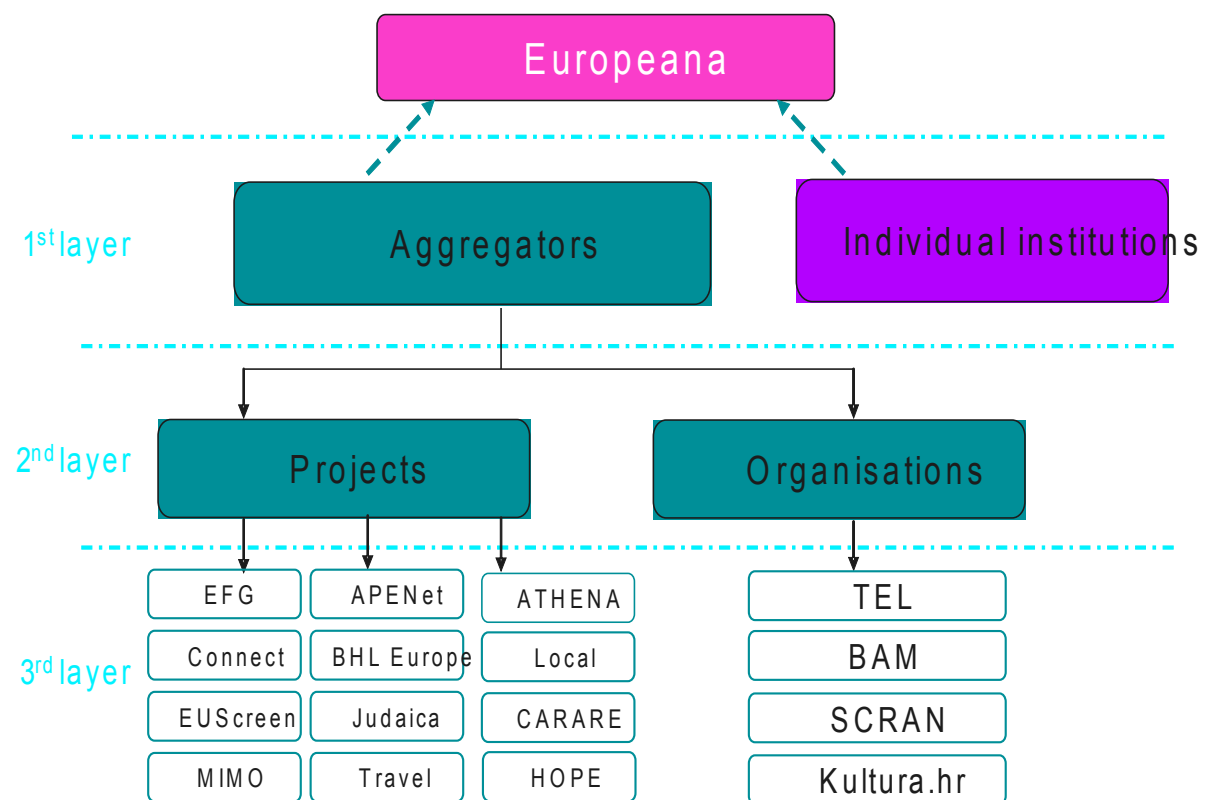 Europeana
1st layer
Aggregators
Individual institutions
2nd layer
Projects
Organisations
3rd layer
EFG
APENet
ATHENA
TEL
Connect
BHL Europe
Local
BAM
EUScreen
Judaica
CARARE
SCRAN
MIMO
Travel
HOPE
Kultura.hr